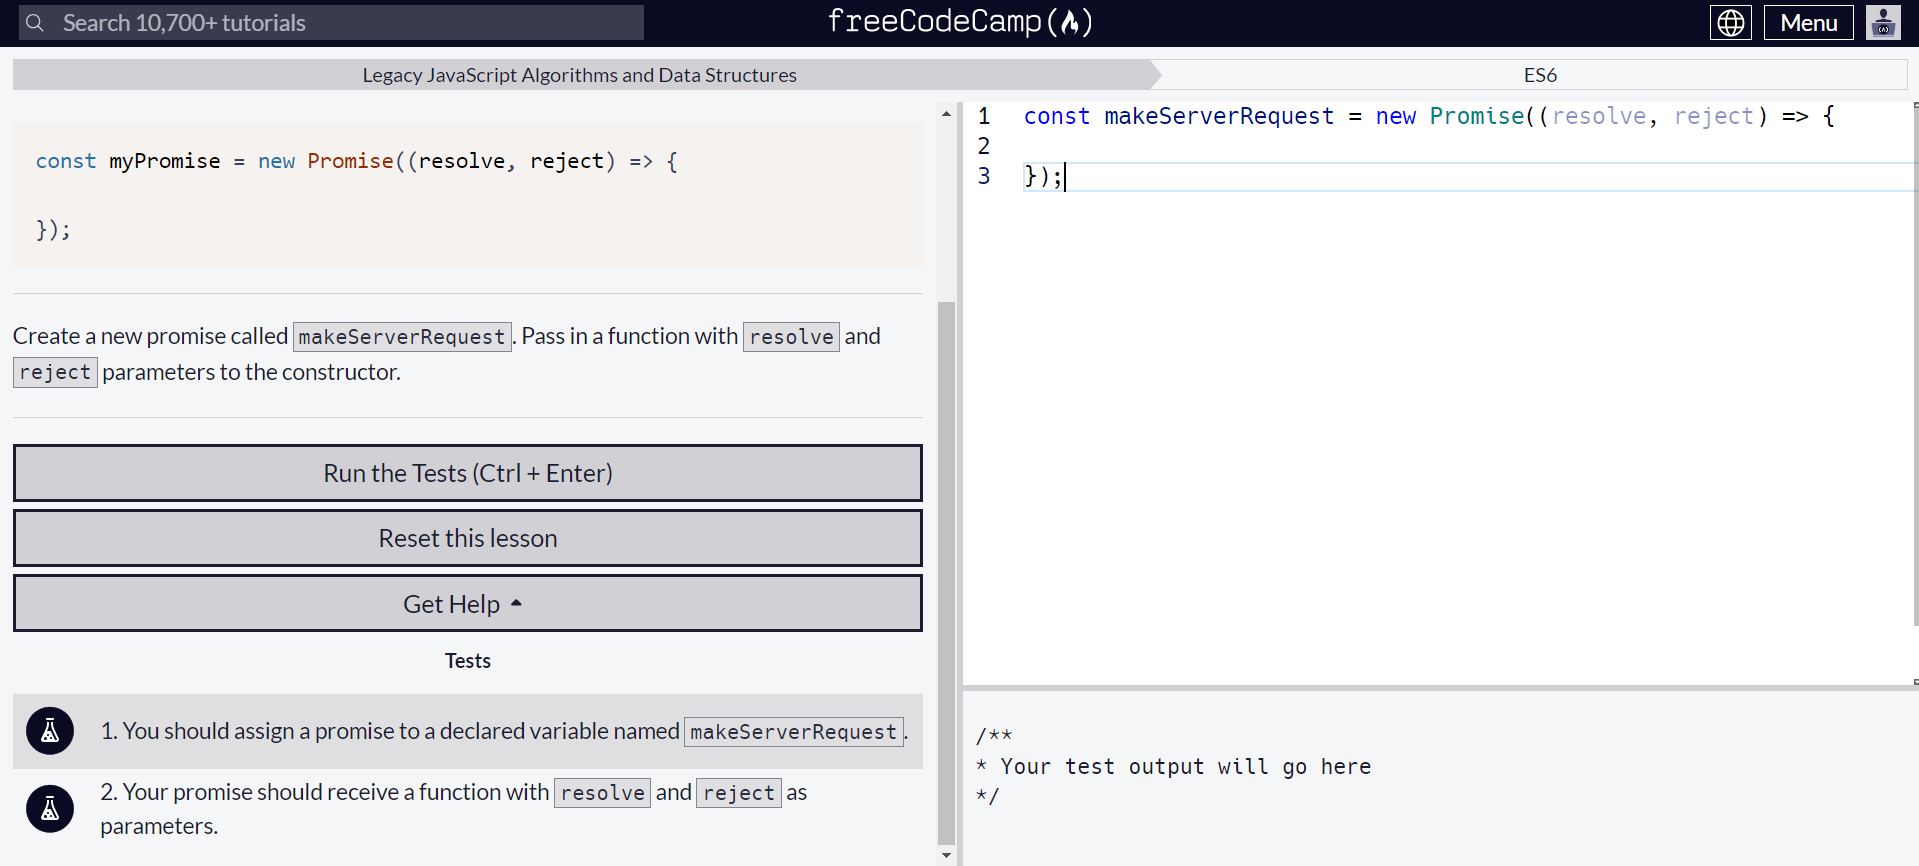 Search 10,700+ tutorials
freeCodeCamp
Menu
Legacy JavaScript Algorithms and Data Structures
ES6
const myPromise = new Promise((resolve, reject) => {
});
Create a new promise called makeServerRequest. Pass in a function with resolve and
reject parameters to the constructor.
Run the Tests (Ctrl + Enter)
Reset this lesson
Get Help
Tests
1. You should assign a promise to a declared variable named makeServerRequest.
2. Your promise should receive a function with resolve and reject as
parameters.
1 const makeServerRequest = new Promise((resolve, reject) => {
2
3 });
/**
* Your test output will go here
*/